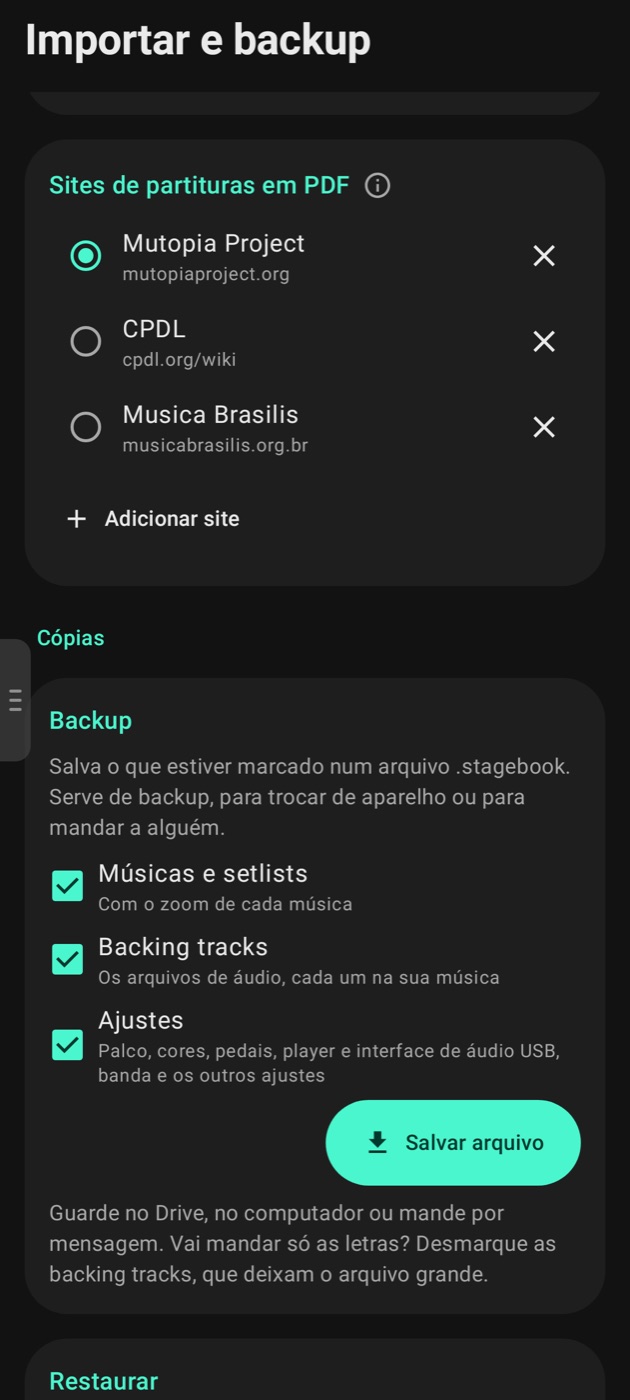 Importar e backup
Sites de partituras em PDF
Mutopia Project
mutopiaproject.org
CPDL
cpdl.org/wiki
Musica Brasilis
musicabrasilis.org.br
Adicionar site
Cópias
Backup
Salva o que estiver marcado num arquivo .stagebook.
Serve de backup, para trocar de aparelho ou para
mandar a alguém.
Músicas e setlists
Com o zoom de cada música
Backing tracks
Os arquivos de áudio, cada um na sua música
Ajustes
Palco, cores, pedais, player e interface de áudio USB,
banda e os outros ajustes
Salvar arquivo
Guarde no Drive, no computador ou mande por
mensagem. Vai mandar só as letras? Desmarque as
backing tracks, que deixam o arquivo grande.
Restaurar